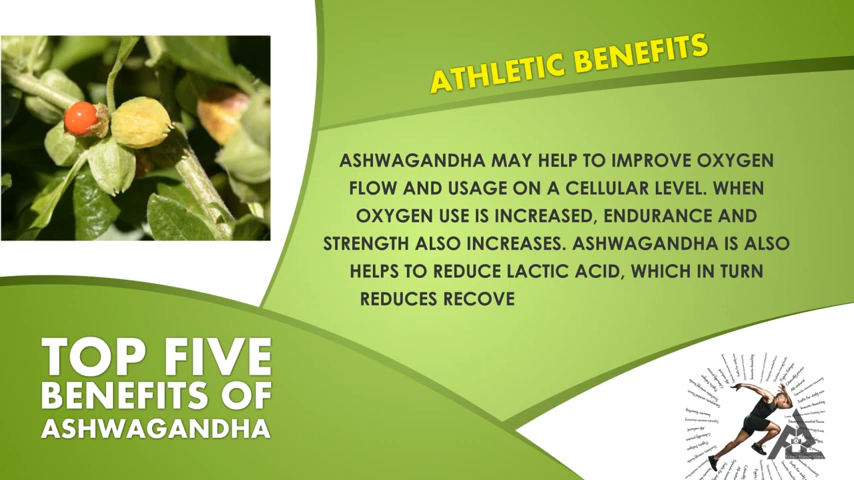 ATHLETIC BENEFITS
ASHWAGANDHA MAY HELP TO IMPROVE OXYGEN
FLOW AND USAGE ON A CELLULAR LEVEL. WHEN
OXYGEN USE IS INCREASED, ENDURANCE AND
STRENGTH ALSO INCREASES. ASHWAGANDHA IS ALSO
HELPS TO REDUCE LACTIC ACID, WHICH IN TURN
REDUCES RECOVE
TOP FIVE
BENEFITS OF
ASHWAGANDHA